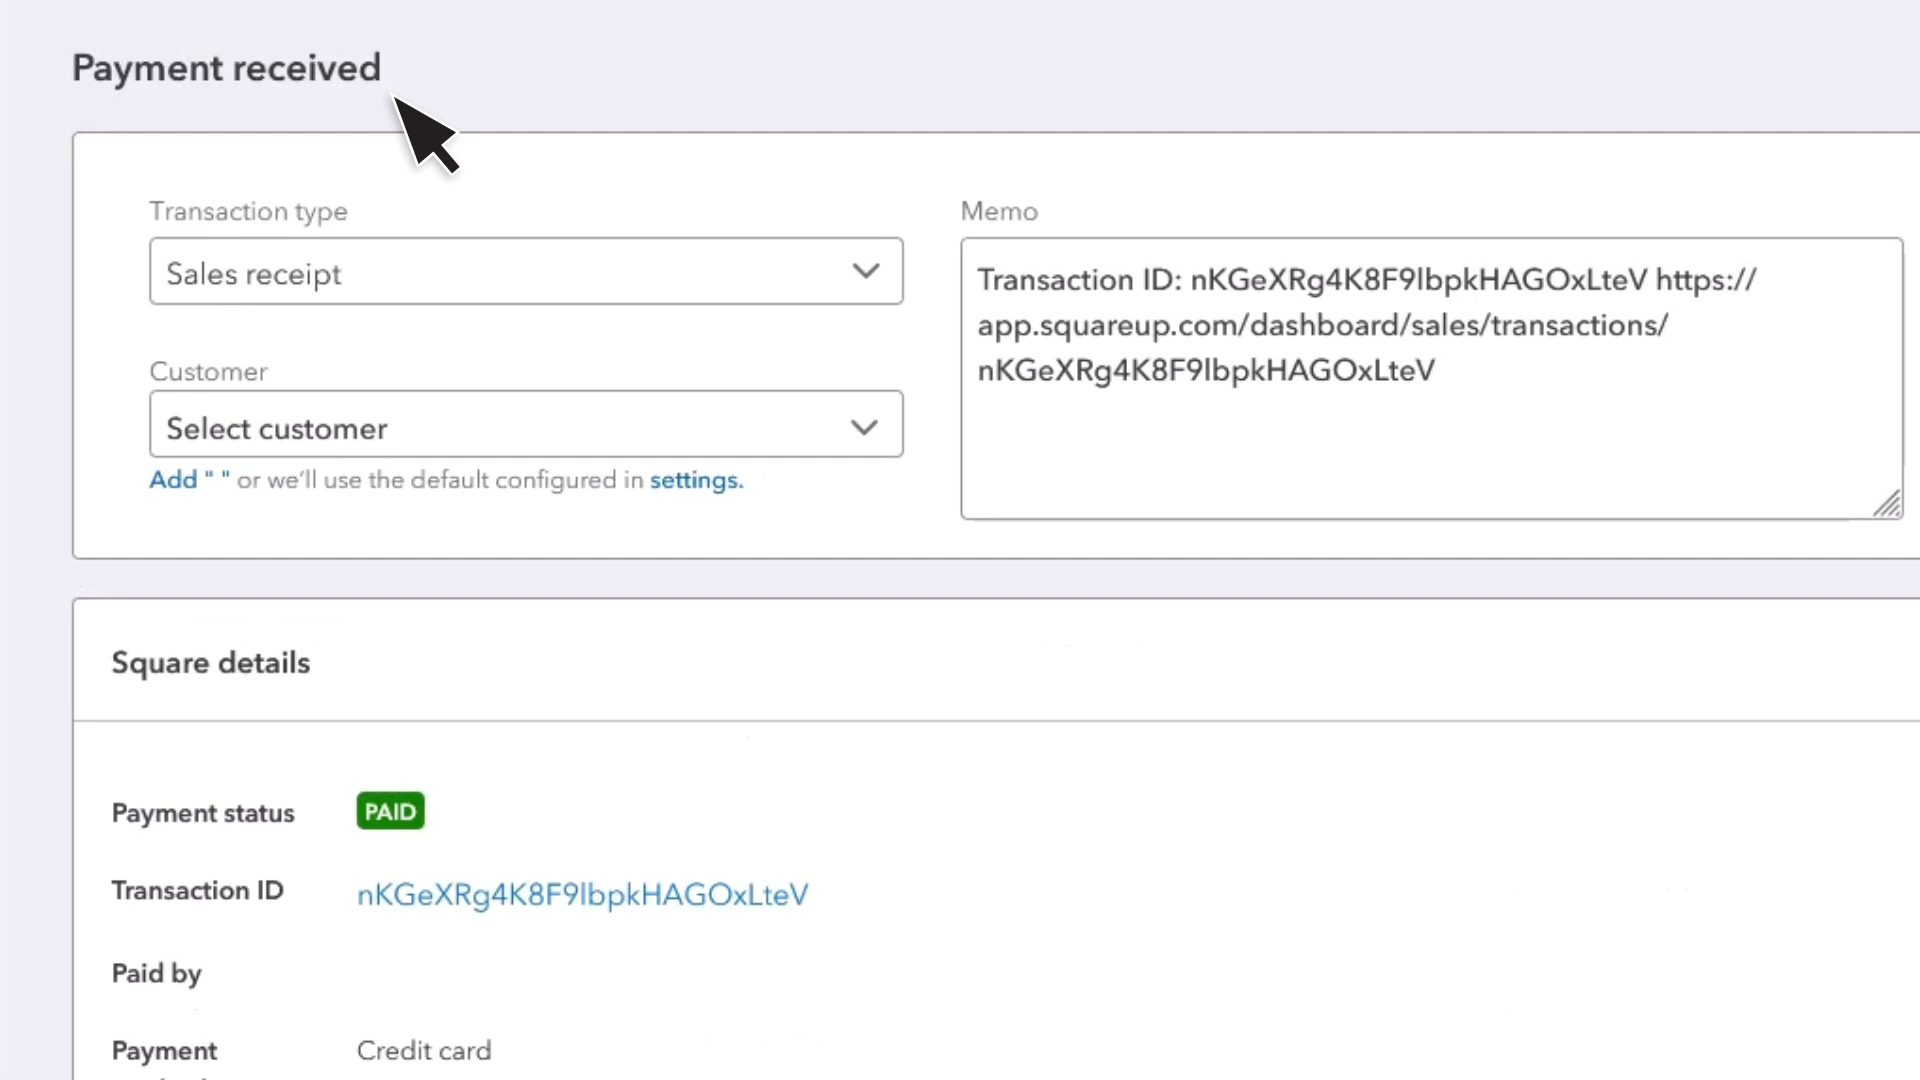 Payment received
Transaction type
Sales receipt
Customer
Select customer
Add " " or we'll use the default configured in settings.
Memo
Transaction ID: nKGeXRg4K8F9lbpkHAGOxLteV https://
app.squareup.com/dashboard/sales/transactions/
nKGeXRg4K8F9lbpkHAGOxLteV
Square details
Payment status PAID
Transaction ID nKGeXRg4K8F9lbpkHAGOxLteV
Paid by
Payment Credit card